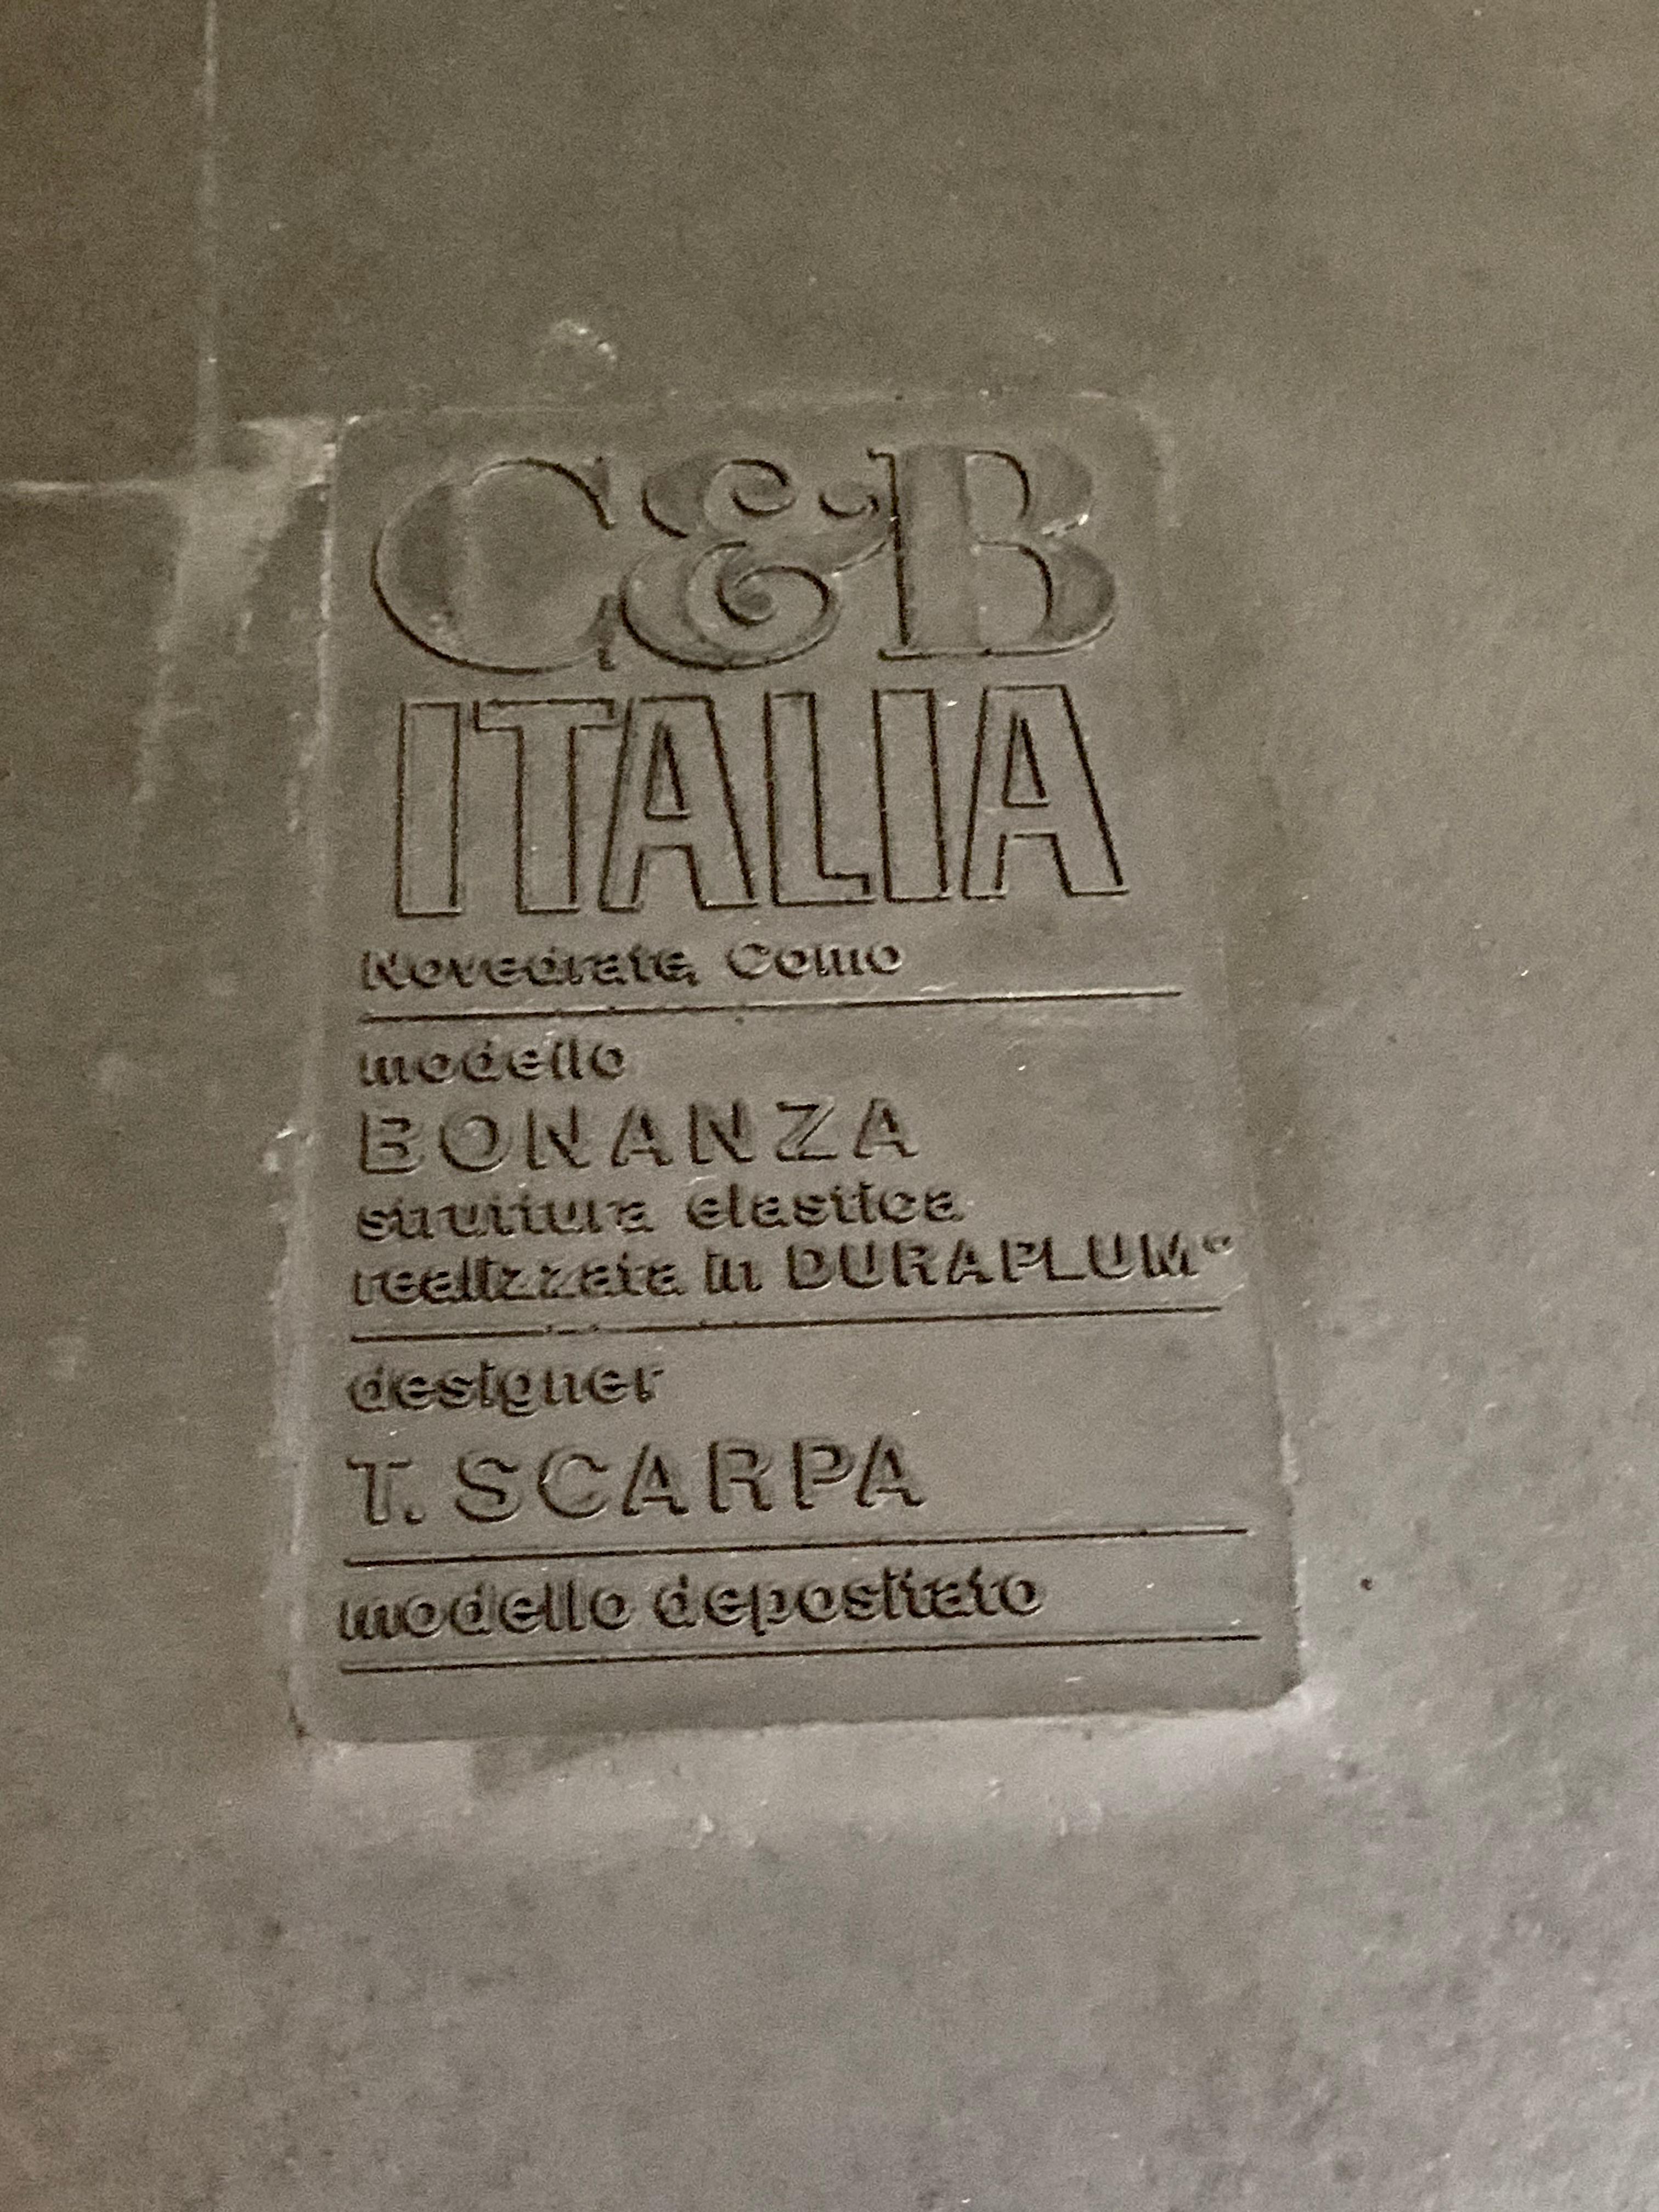 C&B
ITALIA
Novedrate, Como
modello
BONANZA
struttura elastica
realizzata in DURAPLUM®
designer
T. SCARPA
modello depositato